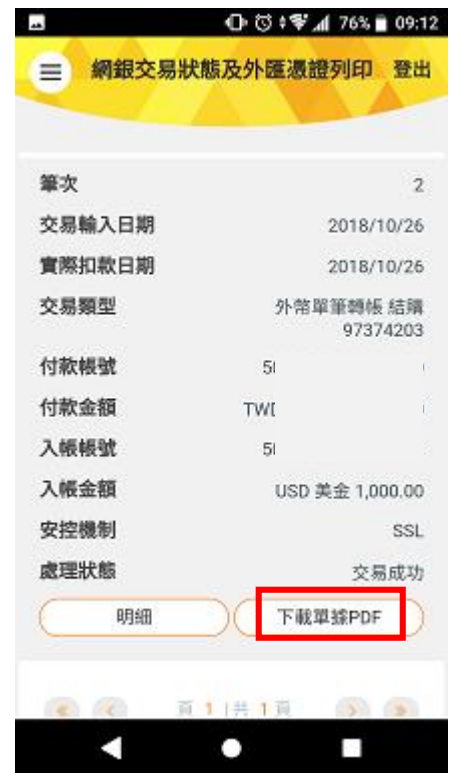 76% 09:12
網銀交易狀態及外匯憑證列印 登出
筆次 2
交易輸入日期 2018/10/26
實際扣款日期 2018/10/26
交易類型 外幣單筆轉帳 結購
97374203
付款帳號 5
付款金額 TWD
入帳帳號 5
入帳金額 USD 美金 1,000.00
安控機制 SSL
處理狀態 交易成功
明細 下載單據PDF
頁 1 | 共 1 頁